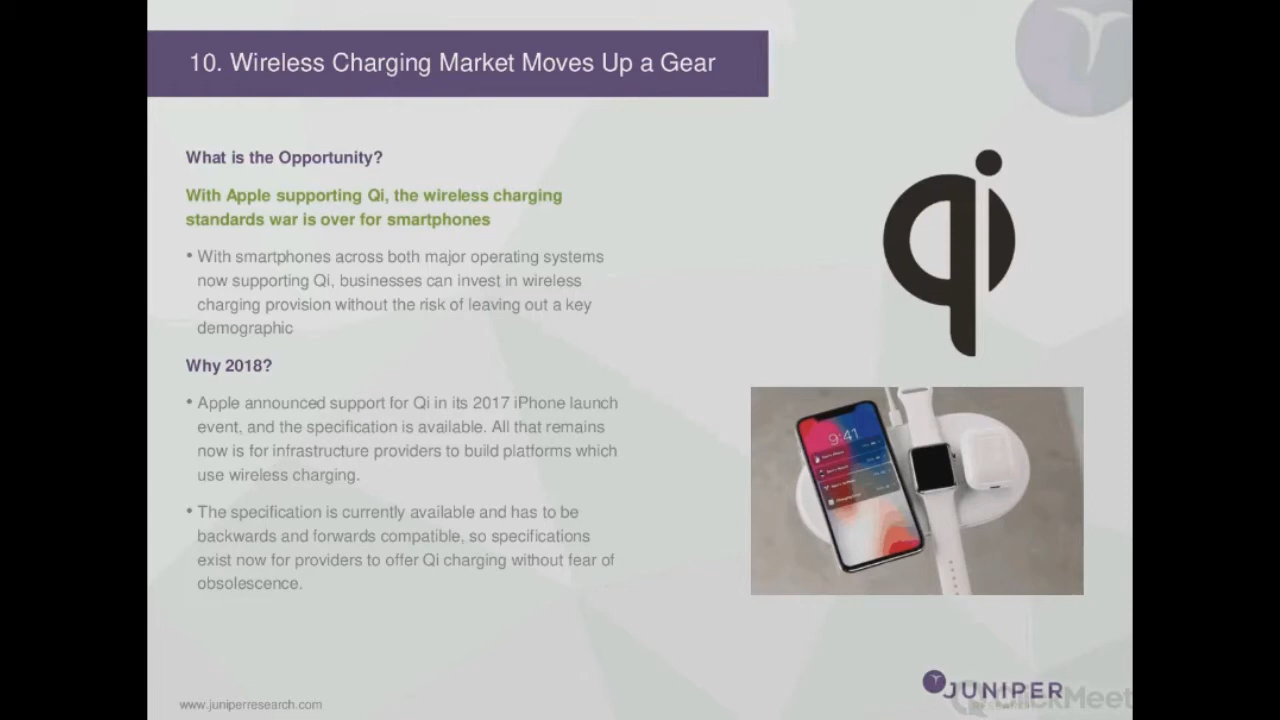 10. Wireless Charging Market Moves Up a Gear
What is the Opportunity?
With Apple supporting Qi, the wireless charging
standards war is over for smartphones
• With smartphones across both major operating systems
now supporting Qi, businesses can invest in wireless
charging provision without the risk of leaving out a key
demographic
Why 2018?
• Apple announced support for Qi in its 2017 iPhone launch
event, and the specification is available. All that remains
now is for infrastructure providers to build platforms which
use wireless charging.
• The specification is currently available and has to be
backwards and forwards compatible, so specifications
exist now for providers to offer Qi charging without fear of
obsolescence.
qi
9:41
JUNIPER
www.juniperresearch.com